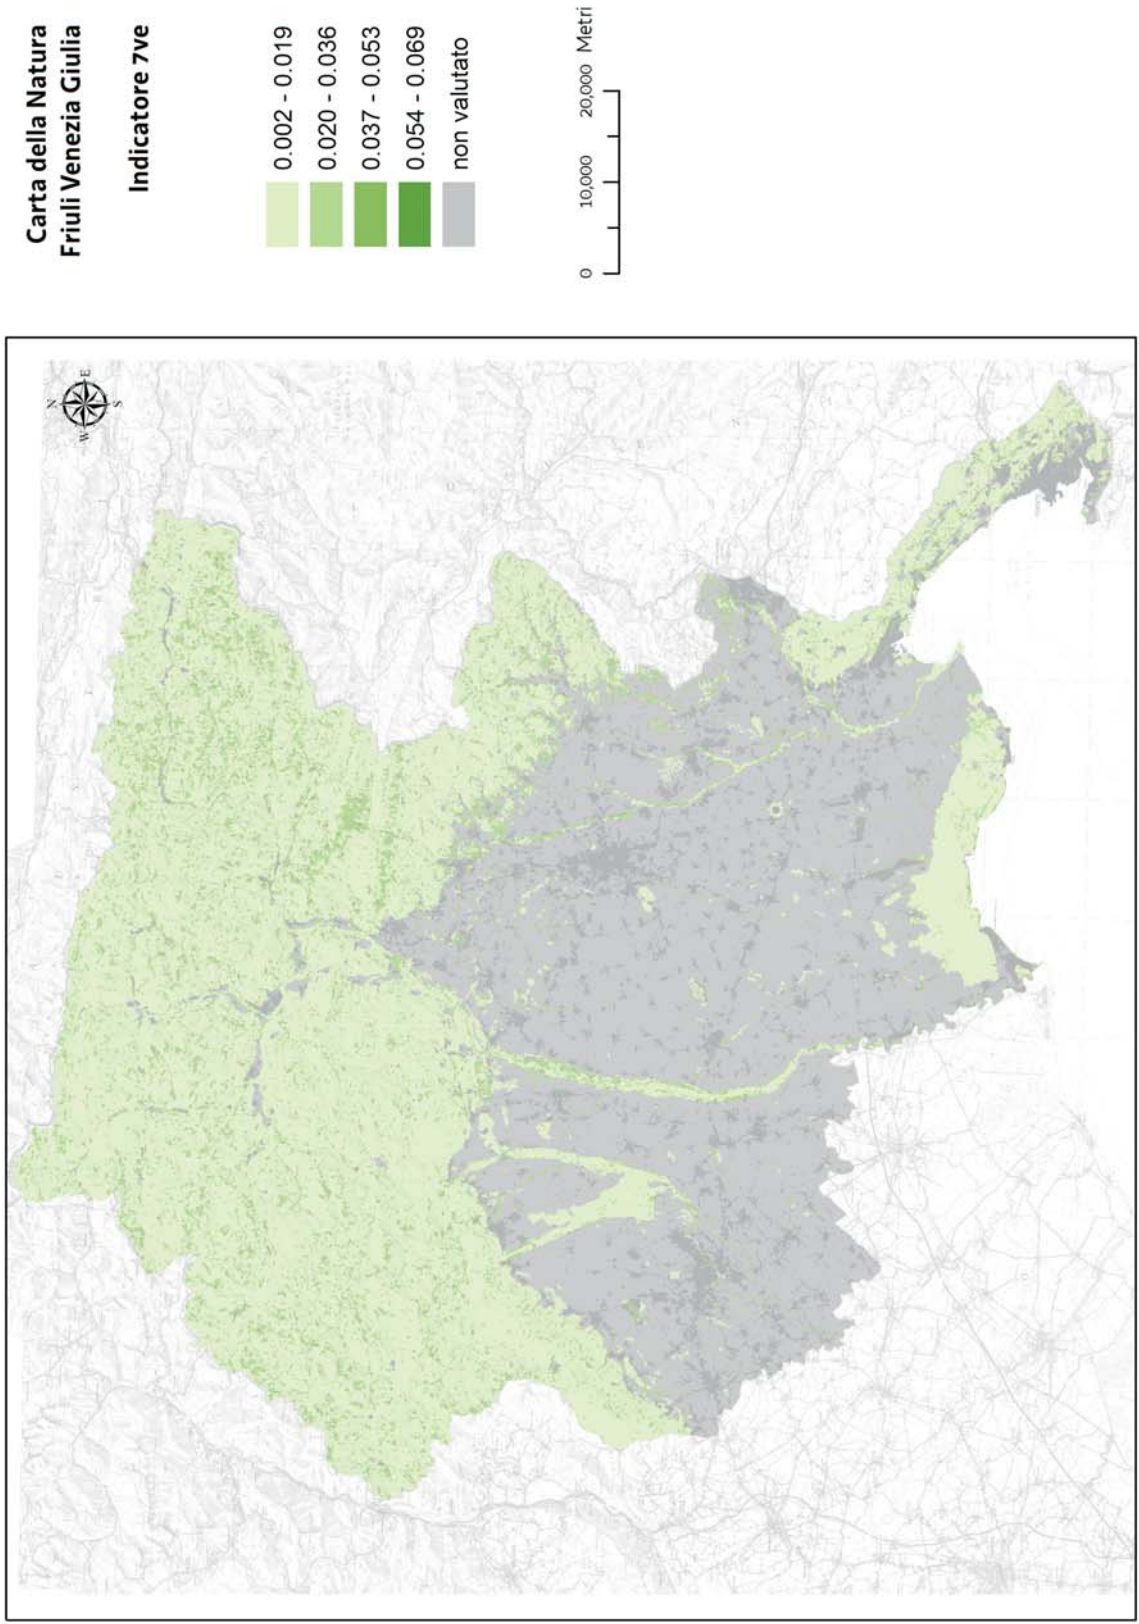 Carta della Natura
Friuli Venezia Giulia
Indicatore 7ve
0.002 - 0.019
0.020 - 0.036
0.037 - 0.053
0.054 - 0.069
non valutato
0 10,000 20,000 Metri
N
W E
S